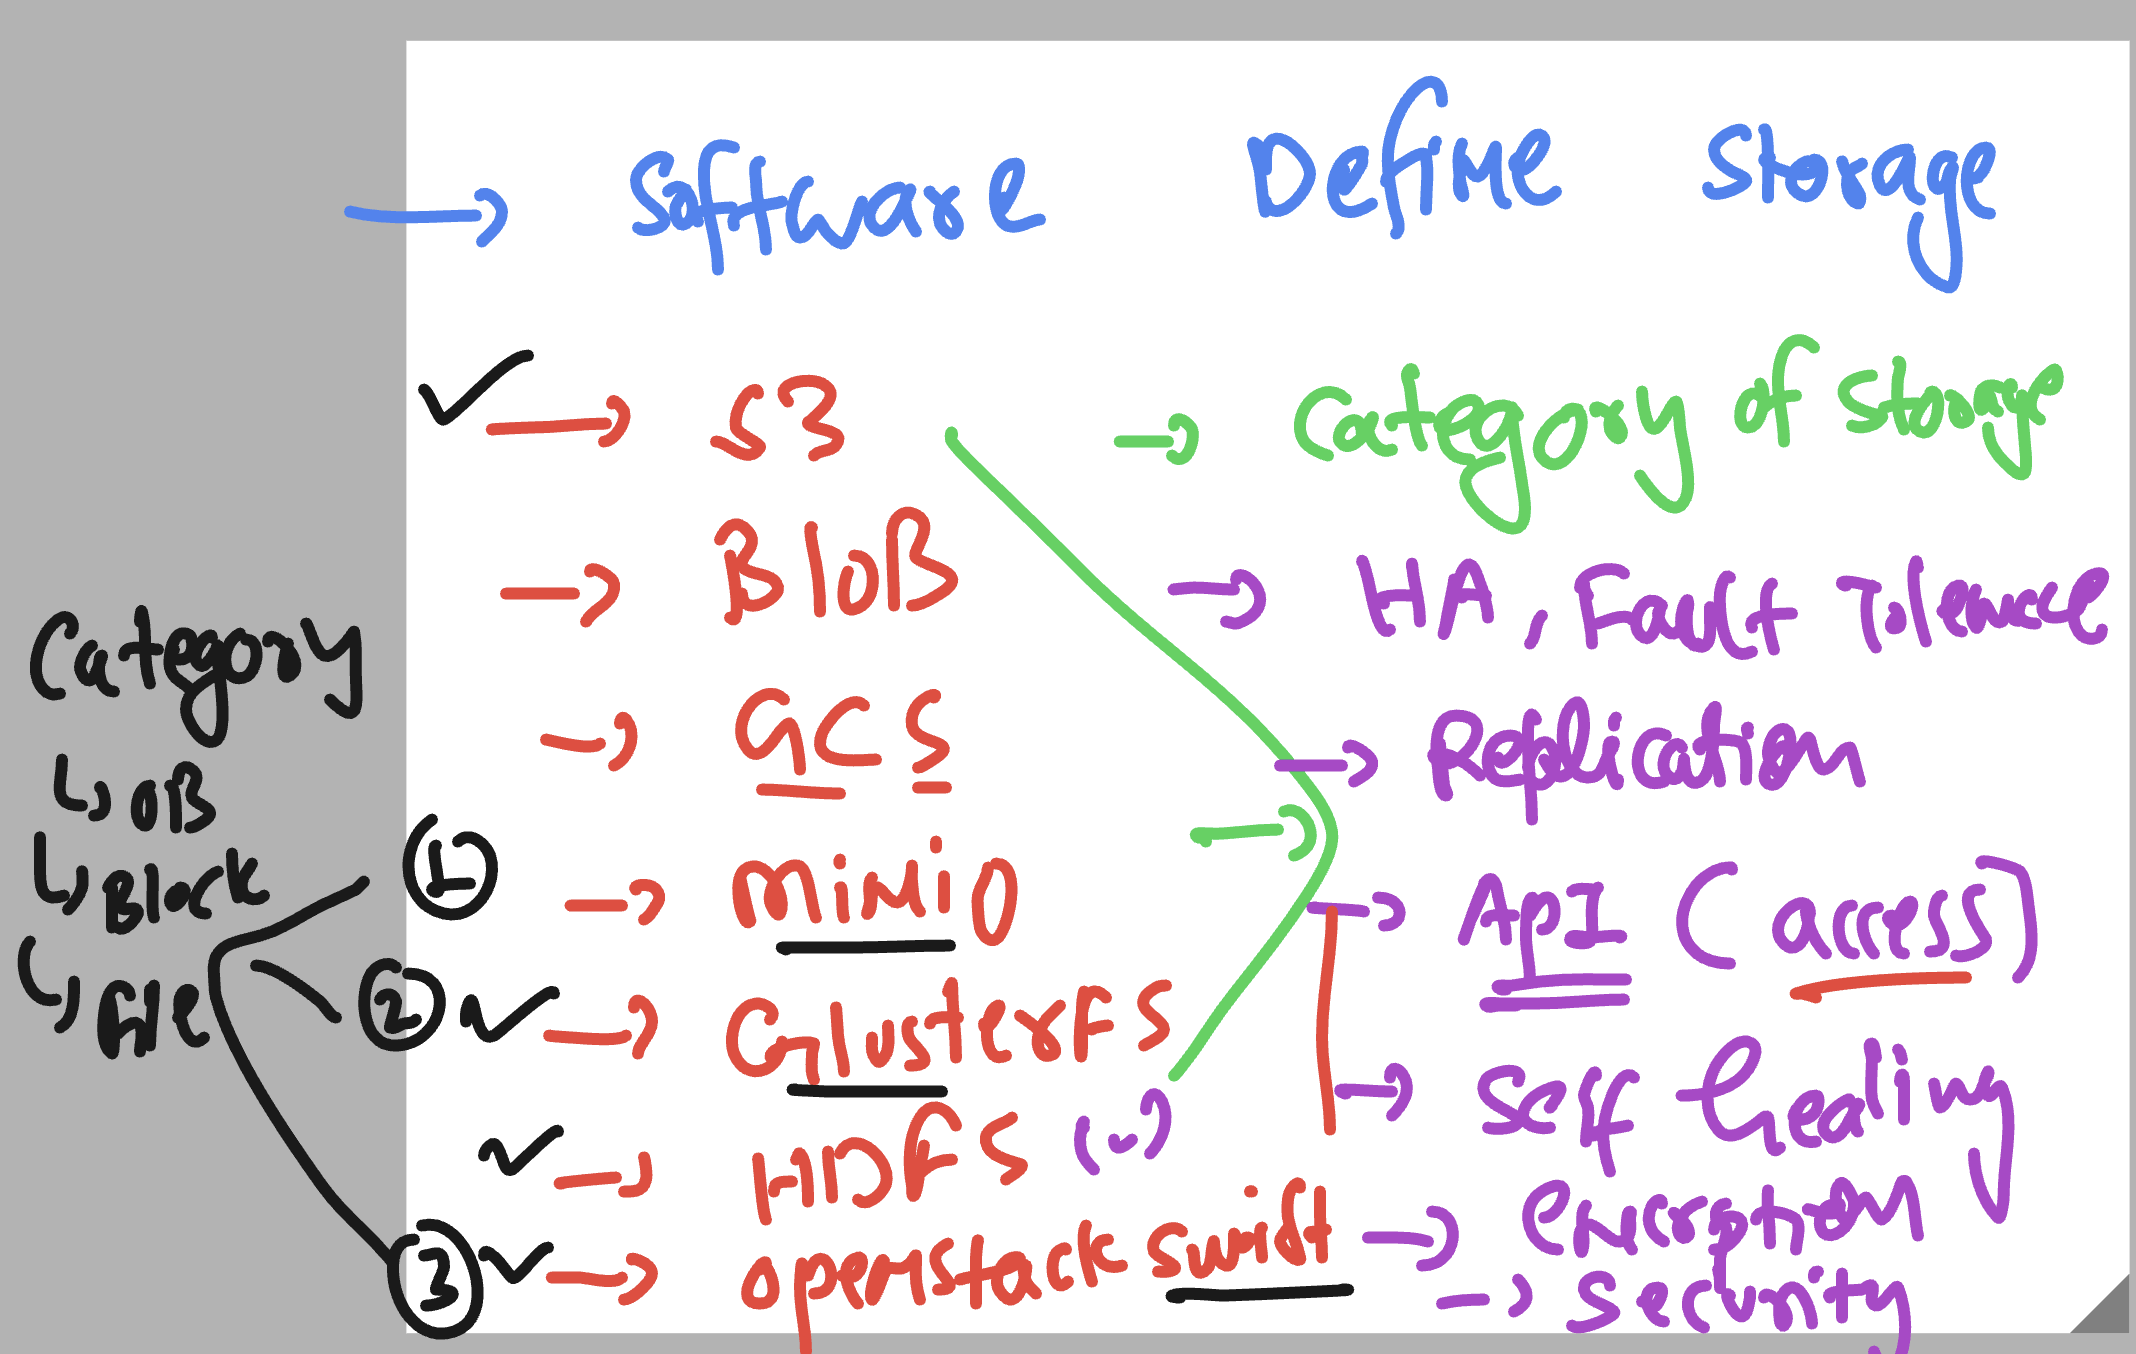 → Software Define Storage
✓ → S3
→ BloB
→ GCS
① → MiniO
② ✓ → GlusterFS
✓ → HDFS (✓)
③ ✓ → openstack swift
→ Category of storage
→ HA, Fault Tolerance
→ Replication
→ API (access)
→ Self healing
→ Encryption
→ Security
Category
↳ OB
↳ Block
↳ File